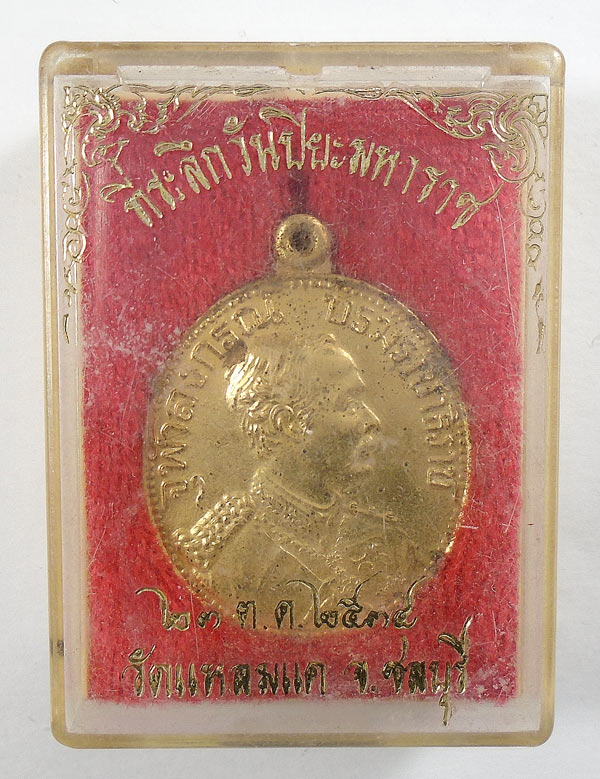 ที่ระลึกวันปิยะมหาราช
จุฬาลงกรณ บรมราชาธิราช
๒๓ ต.ค. ๒๕๓๕
วัดแหลมแค จ.ชลบุรี